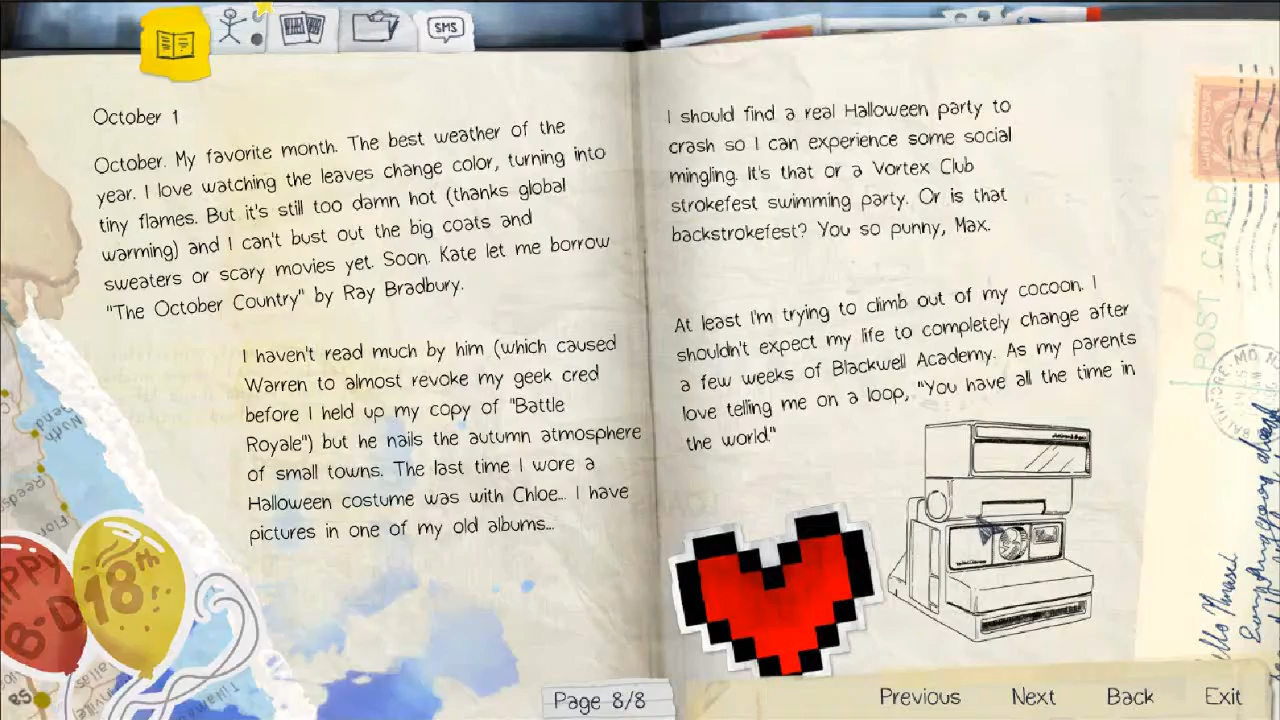 SMS
October 1
October. My favorite month. The best weather of the
year. I love watching the leaves change color, turning into
tiny flames. But it's still too damn hot (thanks global
warming) and I can't bust out the big coats and
sweaters or scary movies yet. Soon. Kate let me borrow
"The October Country" by Ray Bradbury.
I haven't read much by him (which caused
Warren to almost revoke my geek cred
before I held up my copy of "Battle
Royale") but he nails the autumn atmosphere
of small towns. The last time I wore a
Halloween costume was with Chloe... I have
pictures in one of my old albums...
I should find a real Halloween party to
crash so I can experience some social
mingling. It's that or a Vortex Club
strokefest swimming party. Or is that
backstrokefest? You so punny, Max.
At least I'm trying to climb out of my cocoon. I
shouldn't expect my life to completely change after
a few weeks of Blackwell Academy. As my parents
love telling me on a loop, "You have all the time in
the world."
POST CARD
North
Bend
18th
B-D
85
Page 8/8
Previous
Next
Back
Exit